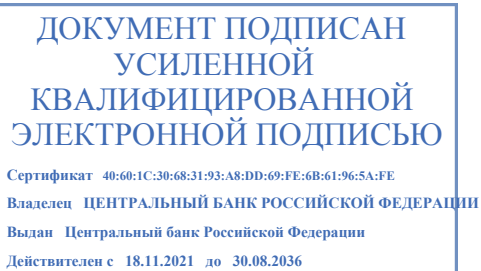 ДОКУМЕНТ ПОДПИСАН
УСИЛЕННОЙ
КВАЛИФИЦИРОВАННОЙ
ЭЛЕКТРОННОЙ ПОДПИСЬЮ
Сертификат 40:60:1C:30:68:31:93:A8:DD:69:FE:6B:61:96:5A:FE
Владелец ЦЕНТРАЛЬНЫЙ БАНК РОССИЙСКОЙ ФЕДЕРАЦИИ
Выдан Центральный банк Российской Федерации
Действителен с 18.11.2021 до 30.08.2036